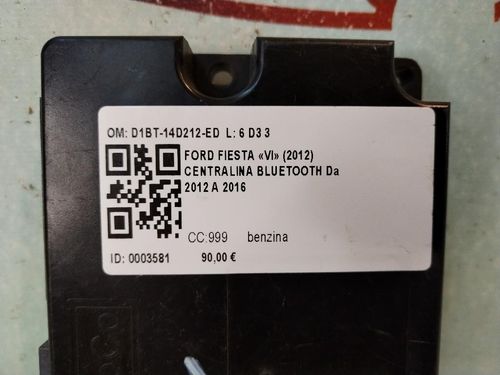 OM: D1BT-14D212-ED L: 6 D3 3
FORD FIESTA «VI» (2012)
CENTRALINA BLUETOOTH Da
2012 A 2016
CC:999 benzina
ID: 0003581 90,00 €